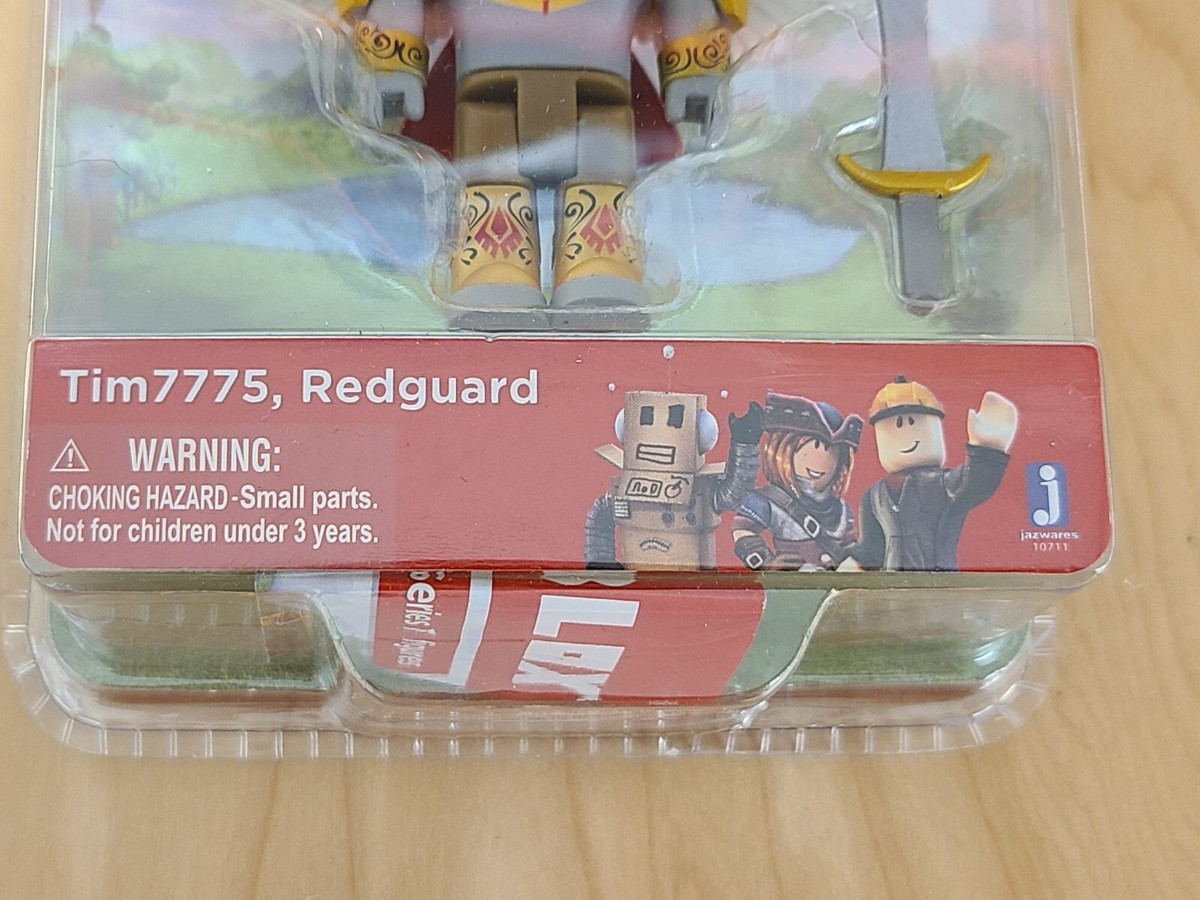 Tim7775, Redguard
WARNING:
CHOKING HAZARD-Small parts.
Not for children under 3 years.
jazwares
10711